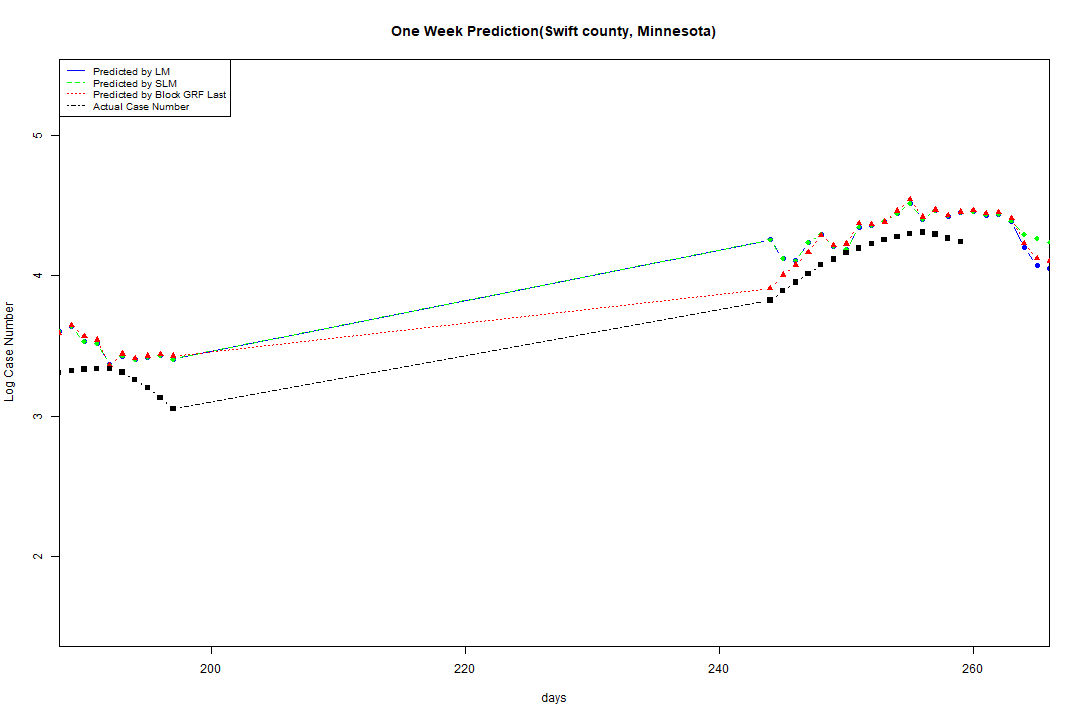 One Week Prediction(Swift county, Minnesota)
Predicted by LM
Predicted by SLM
Predicted by Block GRF Last
Actual Case Number
5
4
3
2
Log Case Number
200 220 240 260
days